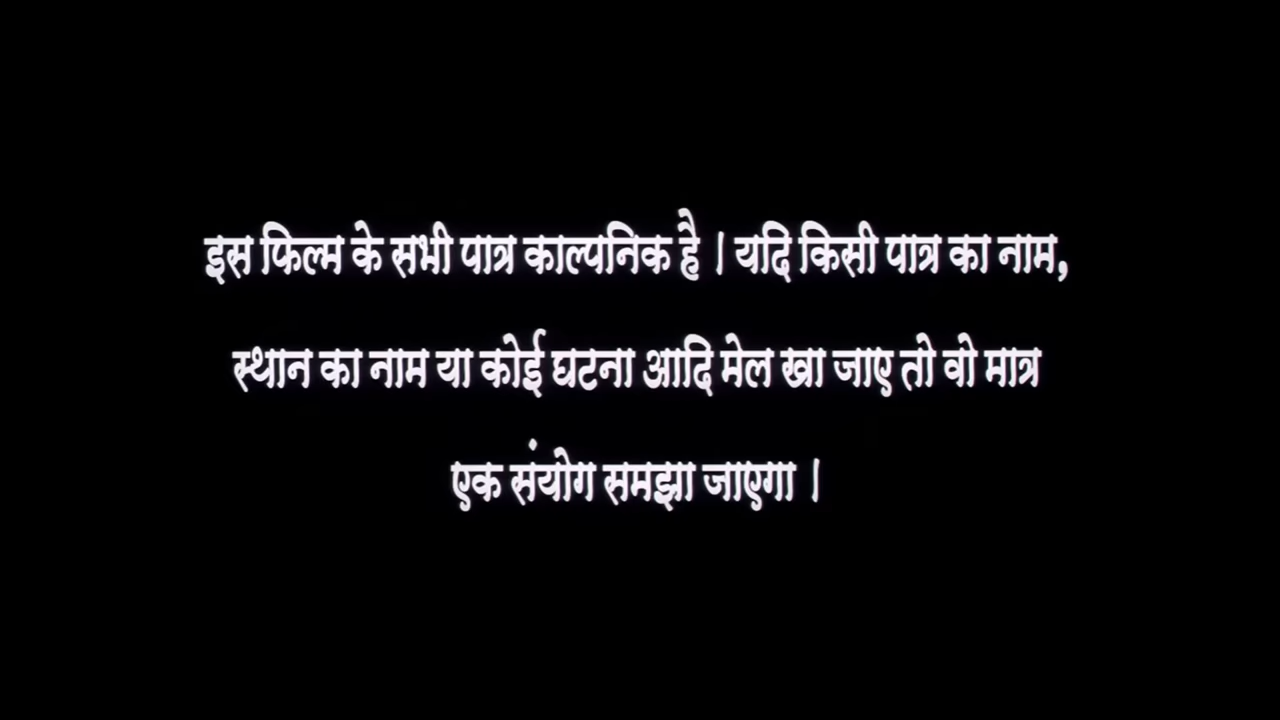 इस फिल्म के सभी पात्र काल्पनिक है । यदि किसी पात्र का नाम,
स्थान का नाम या कोई घटना आदि मेल खा जाए तो वो मात्र
एक संयोग समझा जाएगा ।